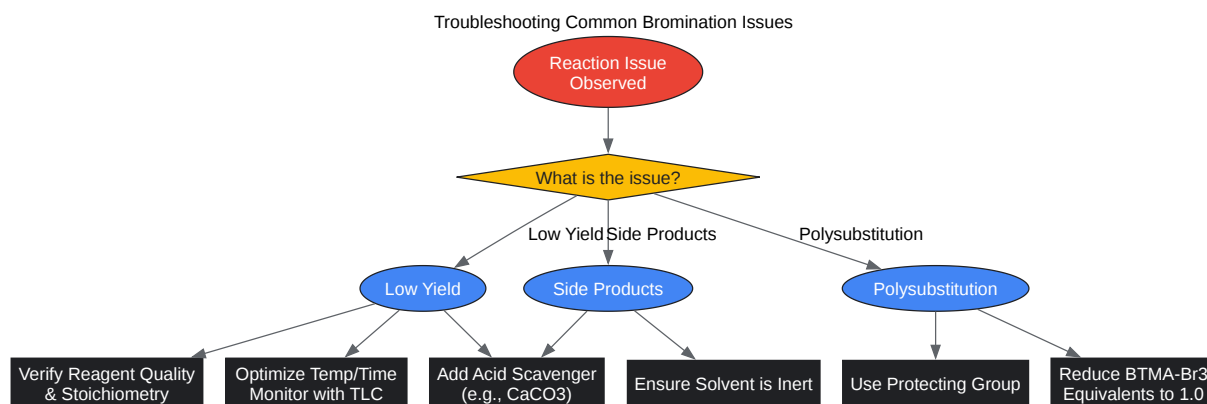 Troubleshooting Common Bromination Issues
Reaction Issue
Observed
What is the issue?
Low Yield
Side Products
Polysubstitution
Low Yield
Side Products
Polysubstitution
Verify Reagent Quality
& Stoichiometry
Optimize Temp/Time
Monitor with TLC
Add Acid Scavenger
(e.g., CaCO3)
Ensure Solvent is Inert
Use Protecting Group
Reduce BTMA-Br3
Equivalents to 1.0